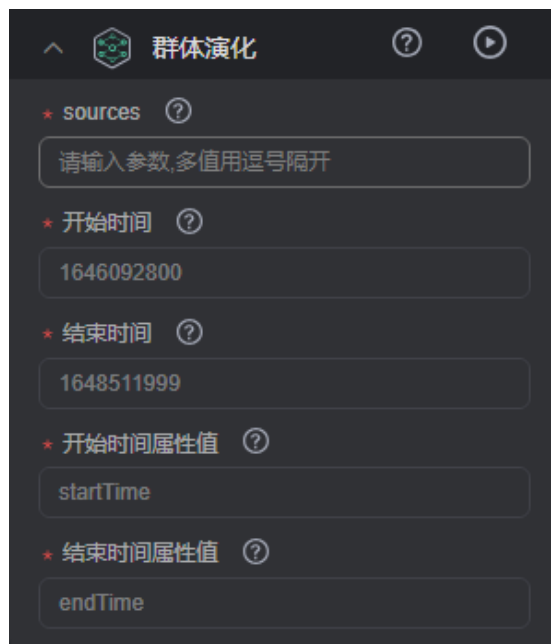 群体演化
* sources
请输入参数,多值用逗号隔开
* 开始时间
1646092800
* 结束时间
1648511999
* 开始时间属性值
startTime
* 结束时间属性值
endTime